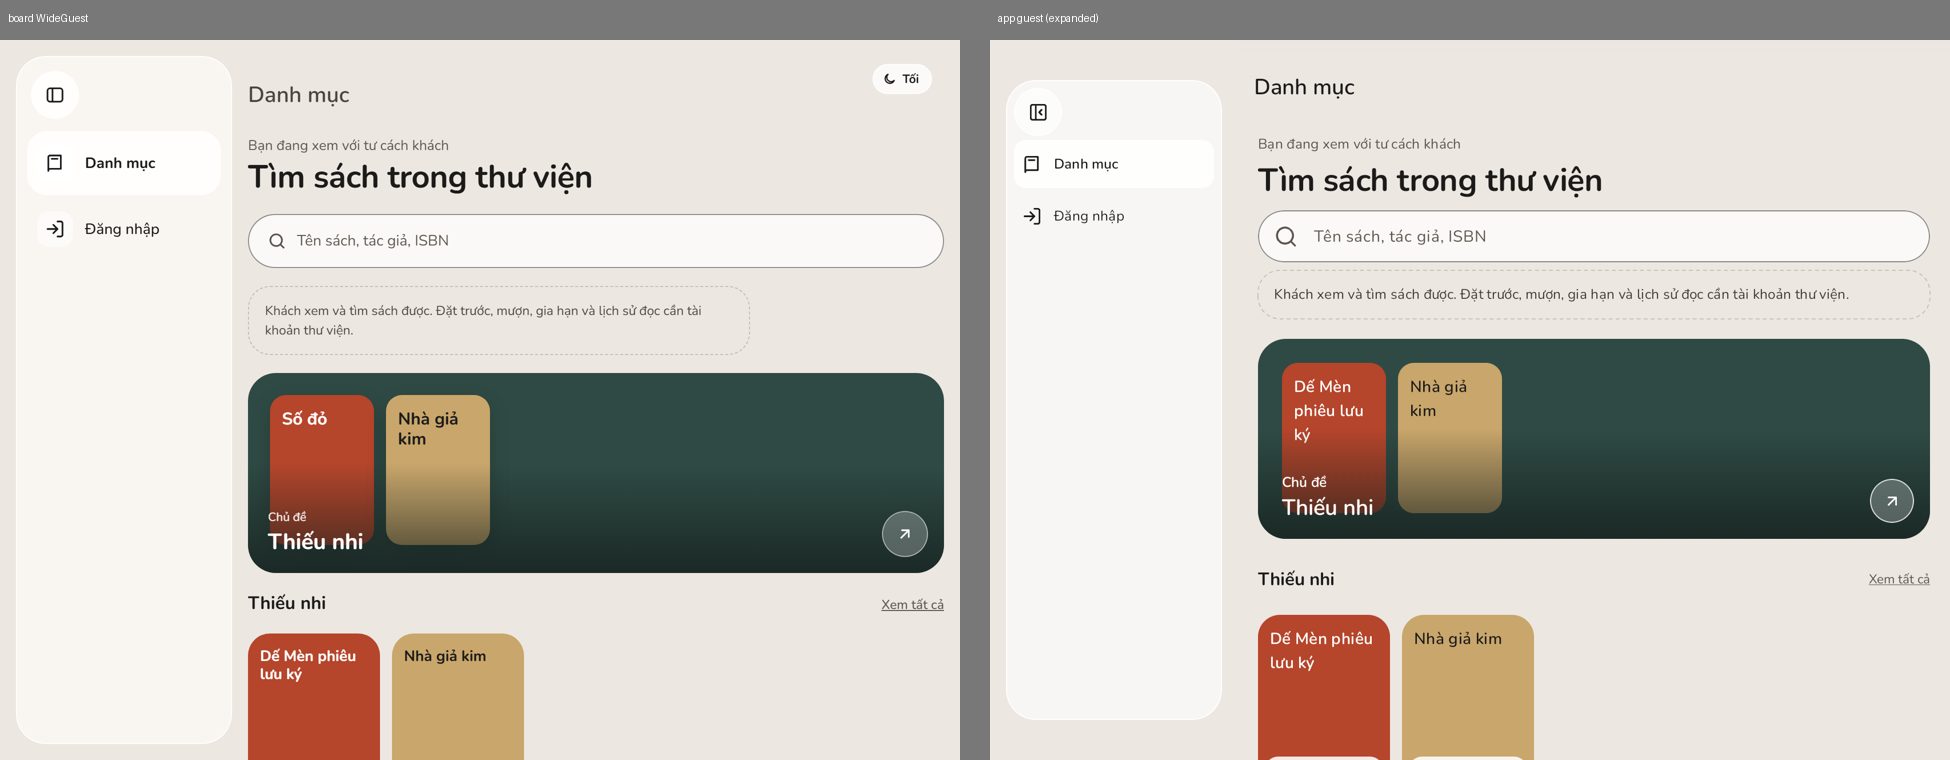 board WideGuest
Tối
Danh mục
Danh mục
Đăng nhập
Bạn đang xem với tư cách khách
Tìm sách trong thư viện
Tên sách, tác giả, ISBN
Khách xem và tìm sách được. Đặt trước, mượn, gia hạn và lịch sử đọc cần tài
khoản thư viện.
Số đỏ
Nhà giả
kim
Chủ đề
Thiếu nhi
Thiếu nhi
Xem tất cả
Dế Mèn phiêu
lưu ký
Nhà giả kim
app guest (expanded)
Danh mục
Danh mục
Đăng nhập
Bạn đang xem với tư cách khách
Tìm sách trong thư viện
Tên sách, tác giả, ISBN
Khách xem và tìm sách được. Đặt trước, mượn, gia hạn và lịch sử đọc cần tài khoản thư viện.
Dế Mèn
phiêu lưu
ký
Nhà giả
kim
Chủ đề
Thiếu nhi
Thiếu nhi
Xem tất cả
Dế Mèn phiêu
lưu ký
Nhà giả kim